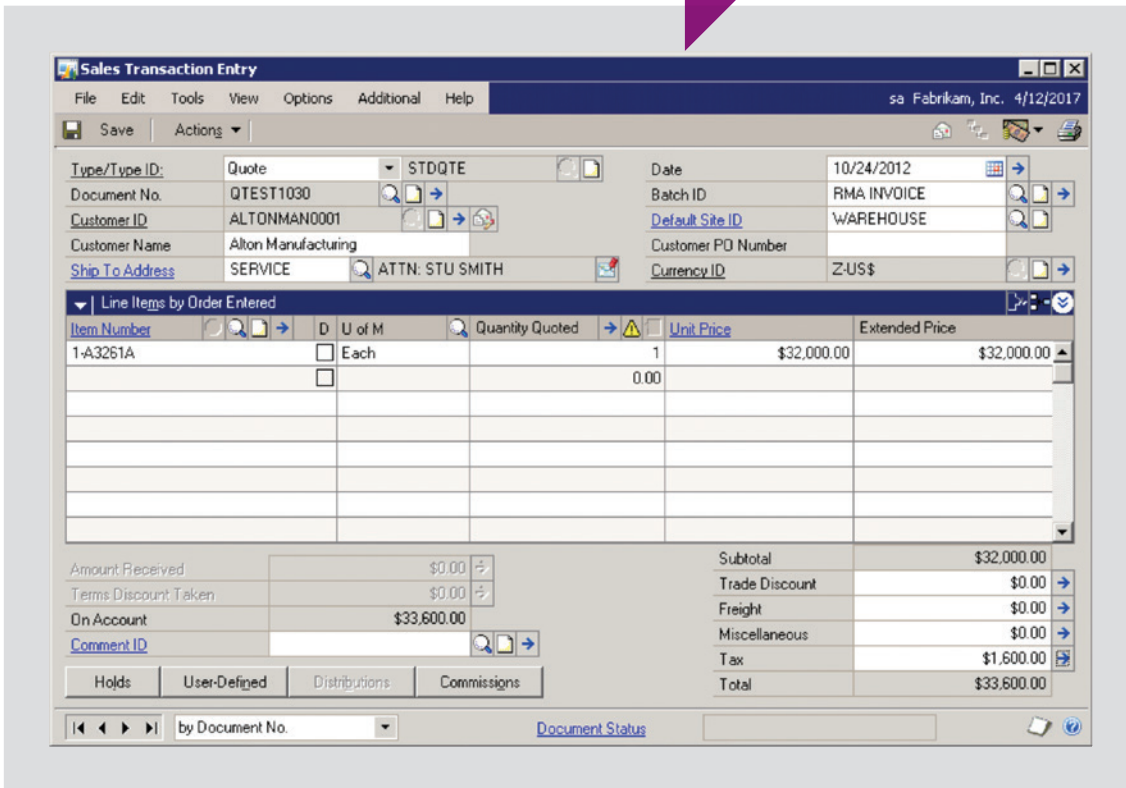 Sales Transaction Entry
File Edit Tools View Options Additional Help sa Fabrikam, Inc. 4/12/2017
Save Actions
Type/Type ID: Quote STDQTE Date 10/24/2012
Document No. QTEST1030 Batch ID RMA INVOICE
Customer ID ALTONMAN0001 Default Site ID WAREHOUSE
Customer Name Alton Manufacturing Customer PO Number
Ship To Address SERVICE ATTN: STU SMITH Currency ID Z-US$
Line Items by Order Entered
Item Number D U of M Quantity Quoted Unit Price Extended Price
1-A3261A Each 1 $32,000.00 $32,000.00
0.00
Subtotal $32,000.00
Amount Received $0.00 Trade Discount $0.00
Terms Discount Taken $0.00 Freight $0.00
On Account $33,600.00 Miscellaneous $0.00
Comment ID Tax $1,600.00
Holds User-Defined Distributions Commissions Total $33,600.00
by Document No. Document Status